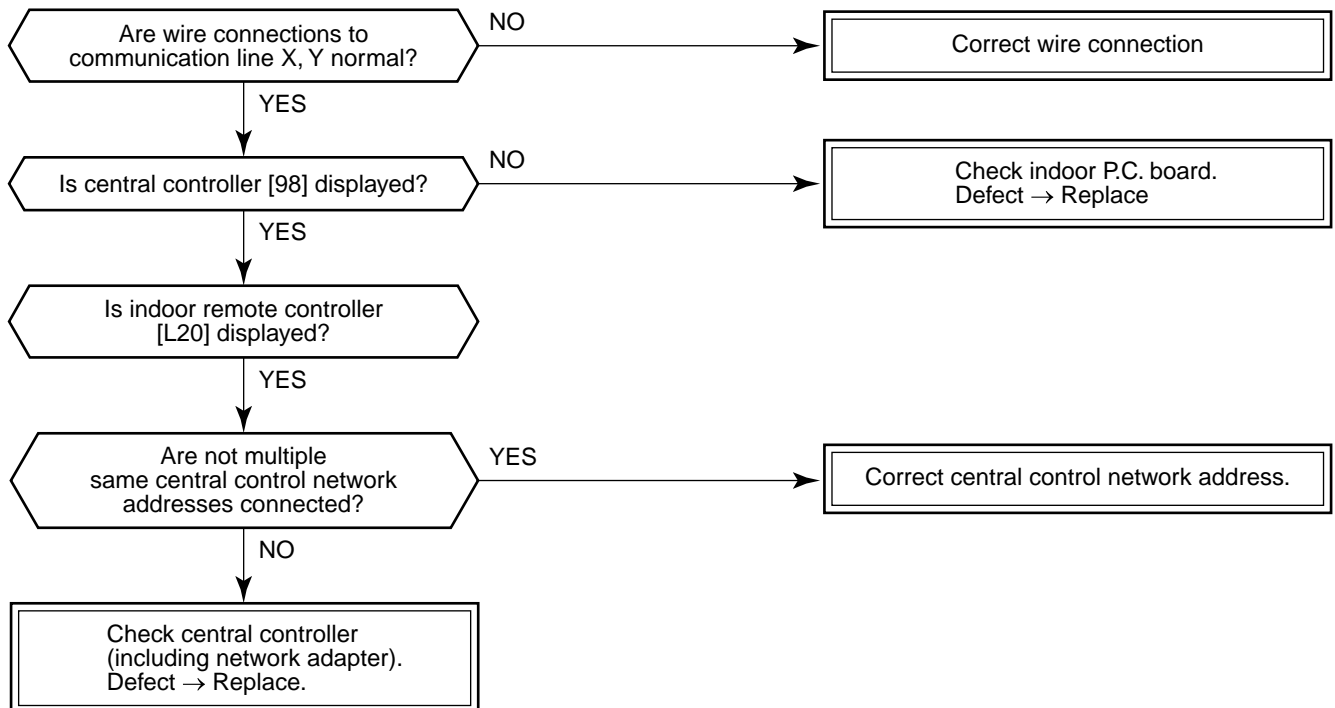 Are wire connections to
communication line X, Y normal?
NO
Correct wire connection
YES
Is central controller [98] displayed?
NO
Check indoor P.C. board.
Defect → Replace
YES
Is indoor remote controller
[L20] displayed?
YES
Are not multiple
same central control network
addresses connected?
YES
Correct central control network address.
NO
Check central controller
(including network adapter).
Defect → Replace.